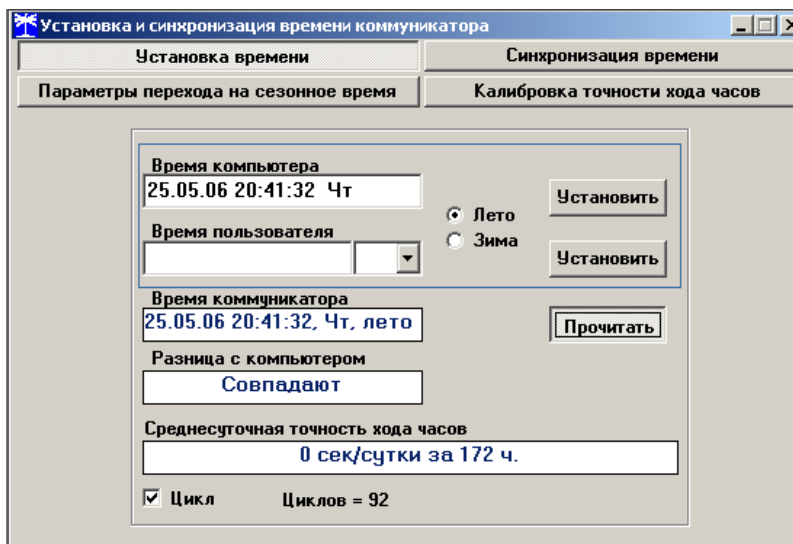 Установка и синхронизация времени коммуникатора
Установка времени
Синхронизация времени
Параметры перехода на сезонное время
Калибровка точности хода часов
Время компьютера
25.05.06 20:41:32 Чт
Лето
Зима
Установить
Время пользователя
Установить
Время коммуникатора
25.05.06 20:41:32, Чт, лето
Прочитать
Разница с компьютером
Совпадают
Среднесуточная точность хода часов
0 сек/сутки за 172 ч.
Цикл
Циклов = 92